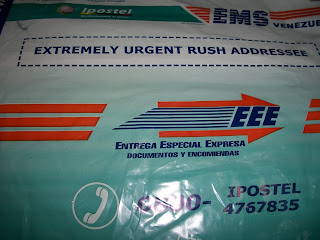 Ipostel
EMS
VENEZUE
EXTREMELY URGENT RUSH ADDRESSEE
EEE
ENTREGA ESPECIAL EXPRESA
DOCUMENTOS Y ENCOMIENDAS
IPOSTEL
4767835